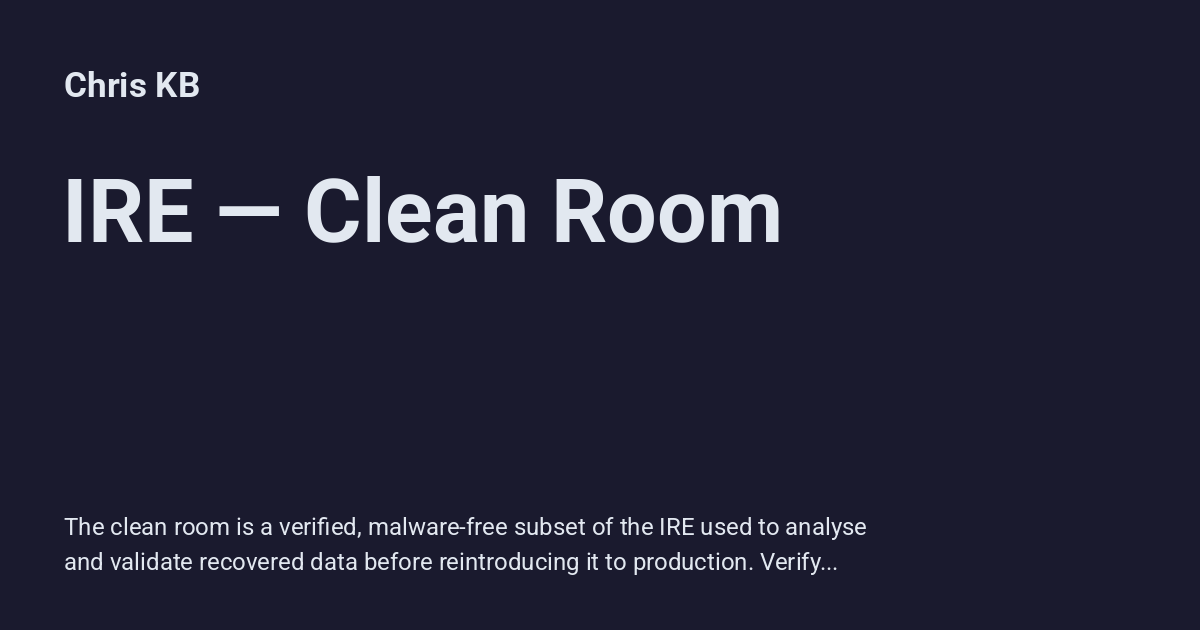 Chris KB
IRE — Clean Room
The clean room is a verified, malware-free subset of the IRE used to analyse
and validate recovered data before reintroducing it to production. Verify...